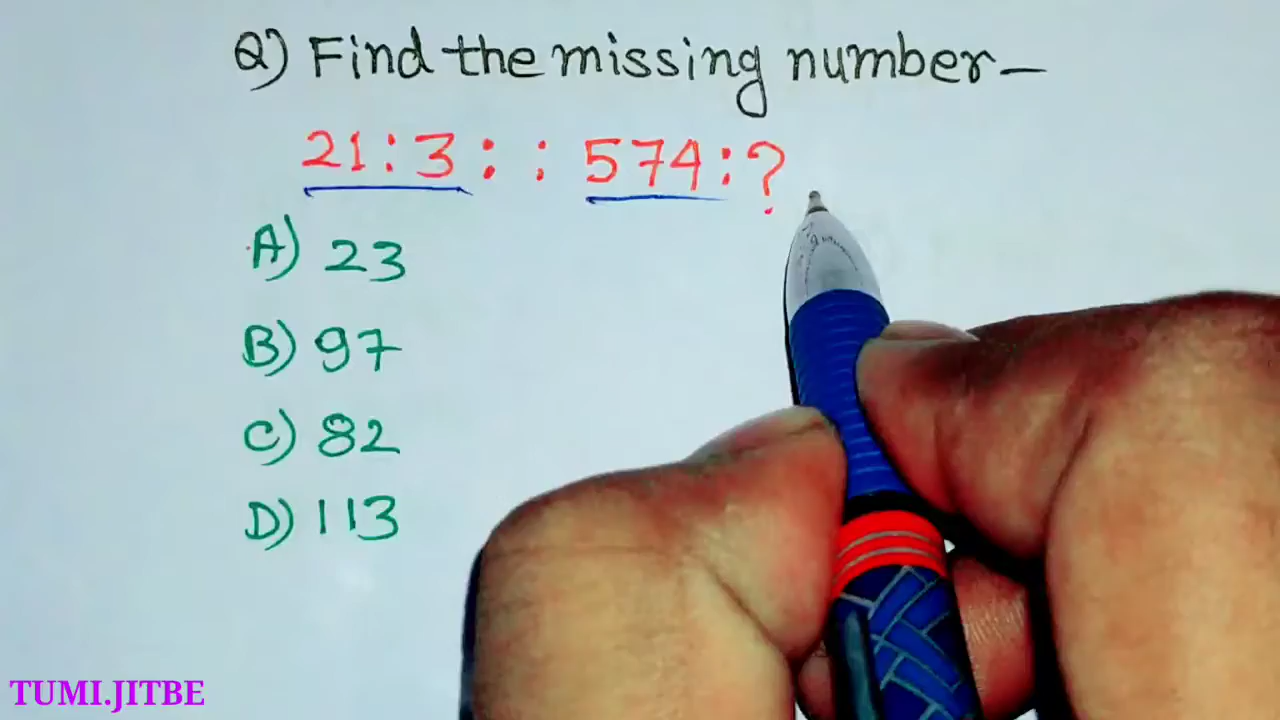 Q) Find the missing number —
21 : 3 : : 574 : ?
A) 23
B) 97
C) 82
D) 113
TUMI.JITBE